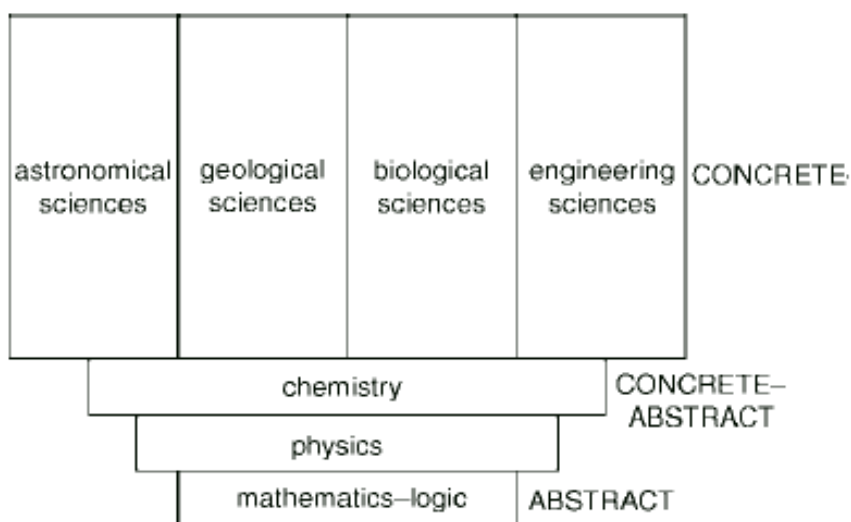 astronomical sciences
geological sciences
biological sciences
engineering sciences
CONCRETE-
chemistry
CONCRETE–
ABSTRACT
physics
mathematics–logic
ABSTRACT